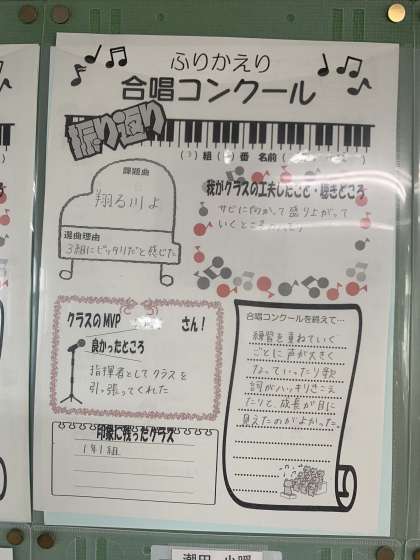 ふりかえり
合唱コンクール
振り返り
(3)組( )番 名前(
課題曲
翔る川よ
選曲理由
3組にピッタリだと感じた
我がクラスの工夫したこと・聴きどころ
サビに向かって盛り上がって
いくところ
クラスのMVP さん!
良かったところ
指揮者としてクラスを
引っ張ってくれた
印象に残ったクラス
1年1組
合唱コンクールを終えて…
練習を重ねていく
ごとに声が大きく
なっていったり歌
詞がハッキリきこえ
たりと、成長が目に
見えたのがよかった。